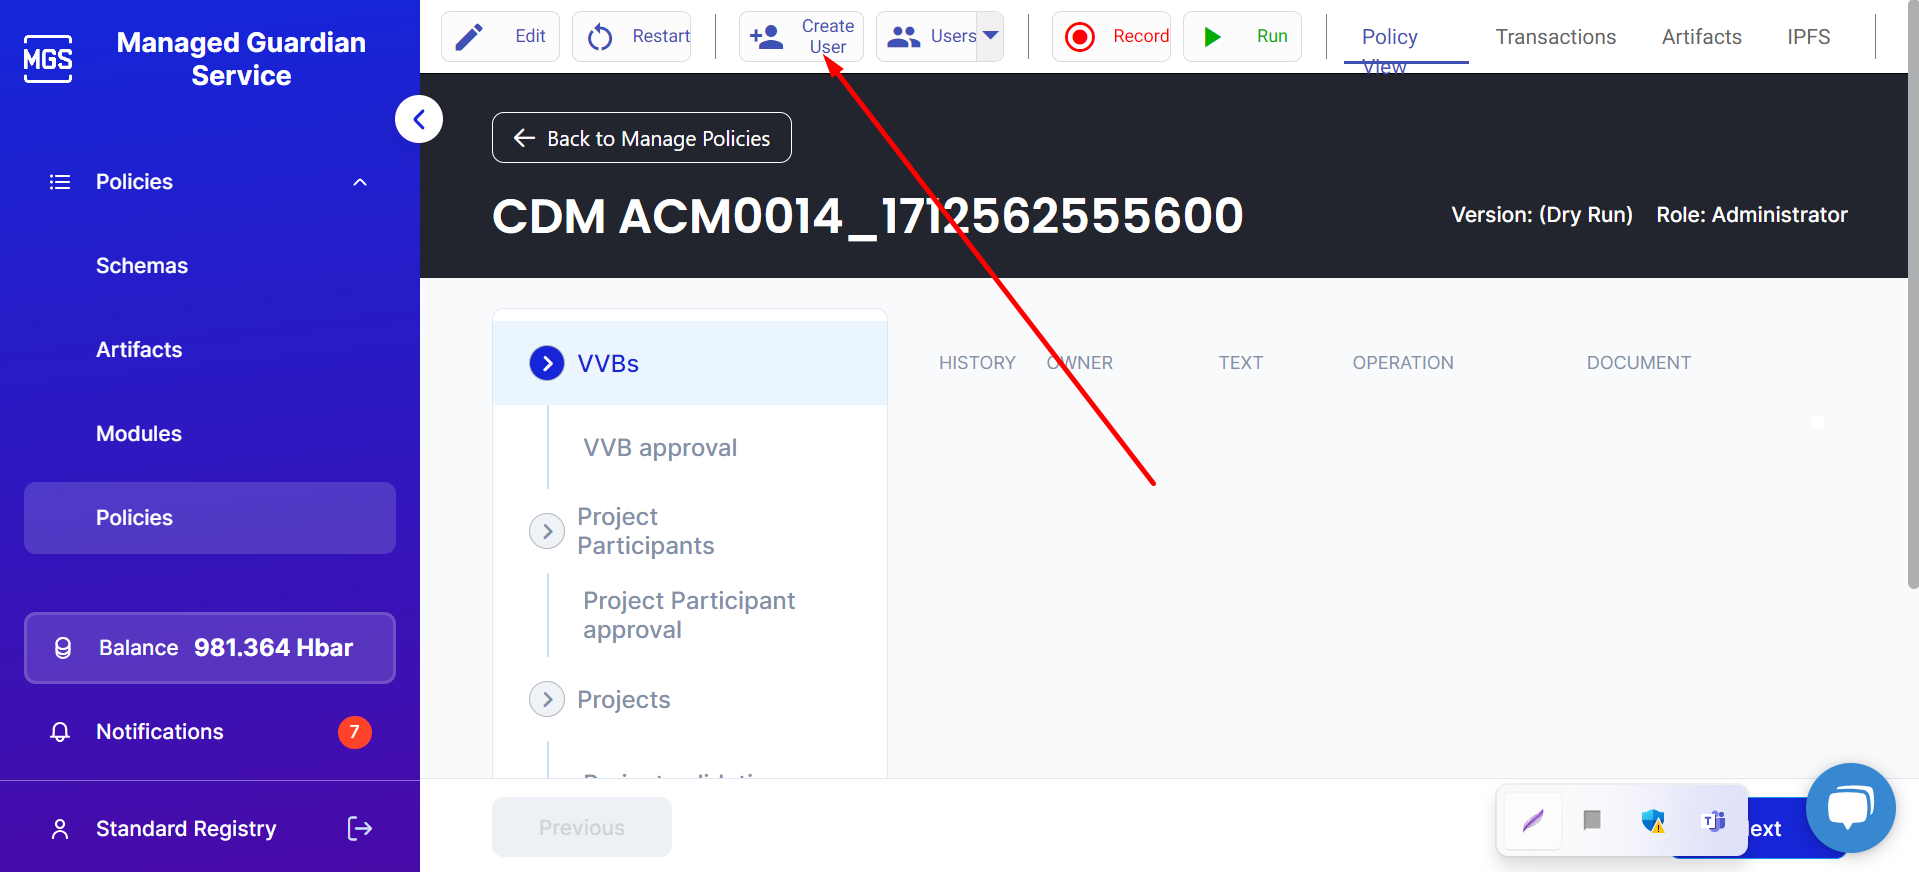 MGS
Managed Guardian
Service
Edit
Restart
Create
User
Users
Record
Run
Policy
View
Transactions
Artifacts
IPFS
Back to Manage Policies
CDM ACM0014_1712562555600
Version: (Dry Run)
Role: Administrator
Policies
Schemas
Artifacts
Modules
Policies
Balance 981.364 Hbar
Notifications
7
Standard Registry
VVBs
VVB approval
Project
Participants
Project Participant
approval
Projects
HISTORY
OWNER
TEXT
OPERATION
DOCUMENT
Previous
ext